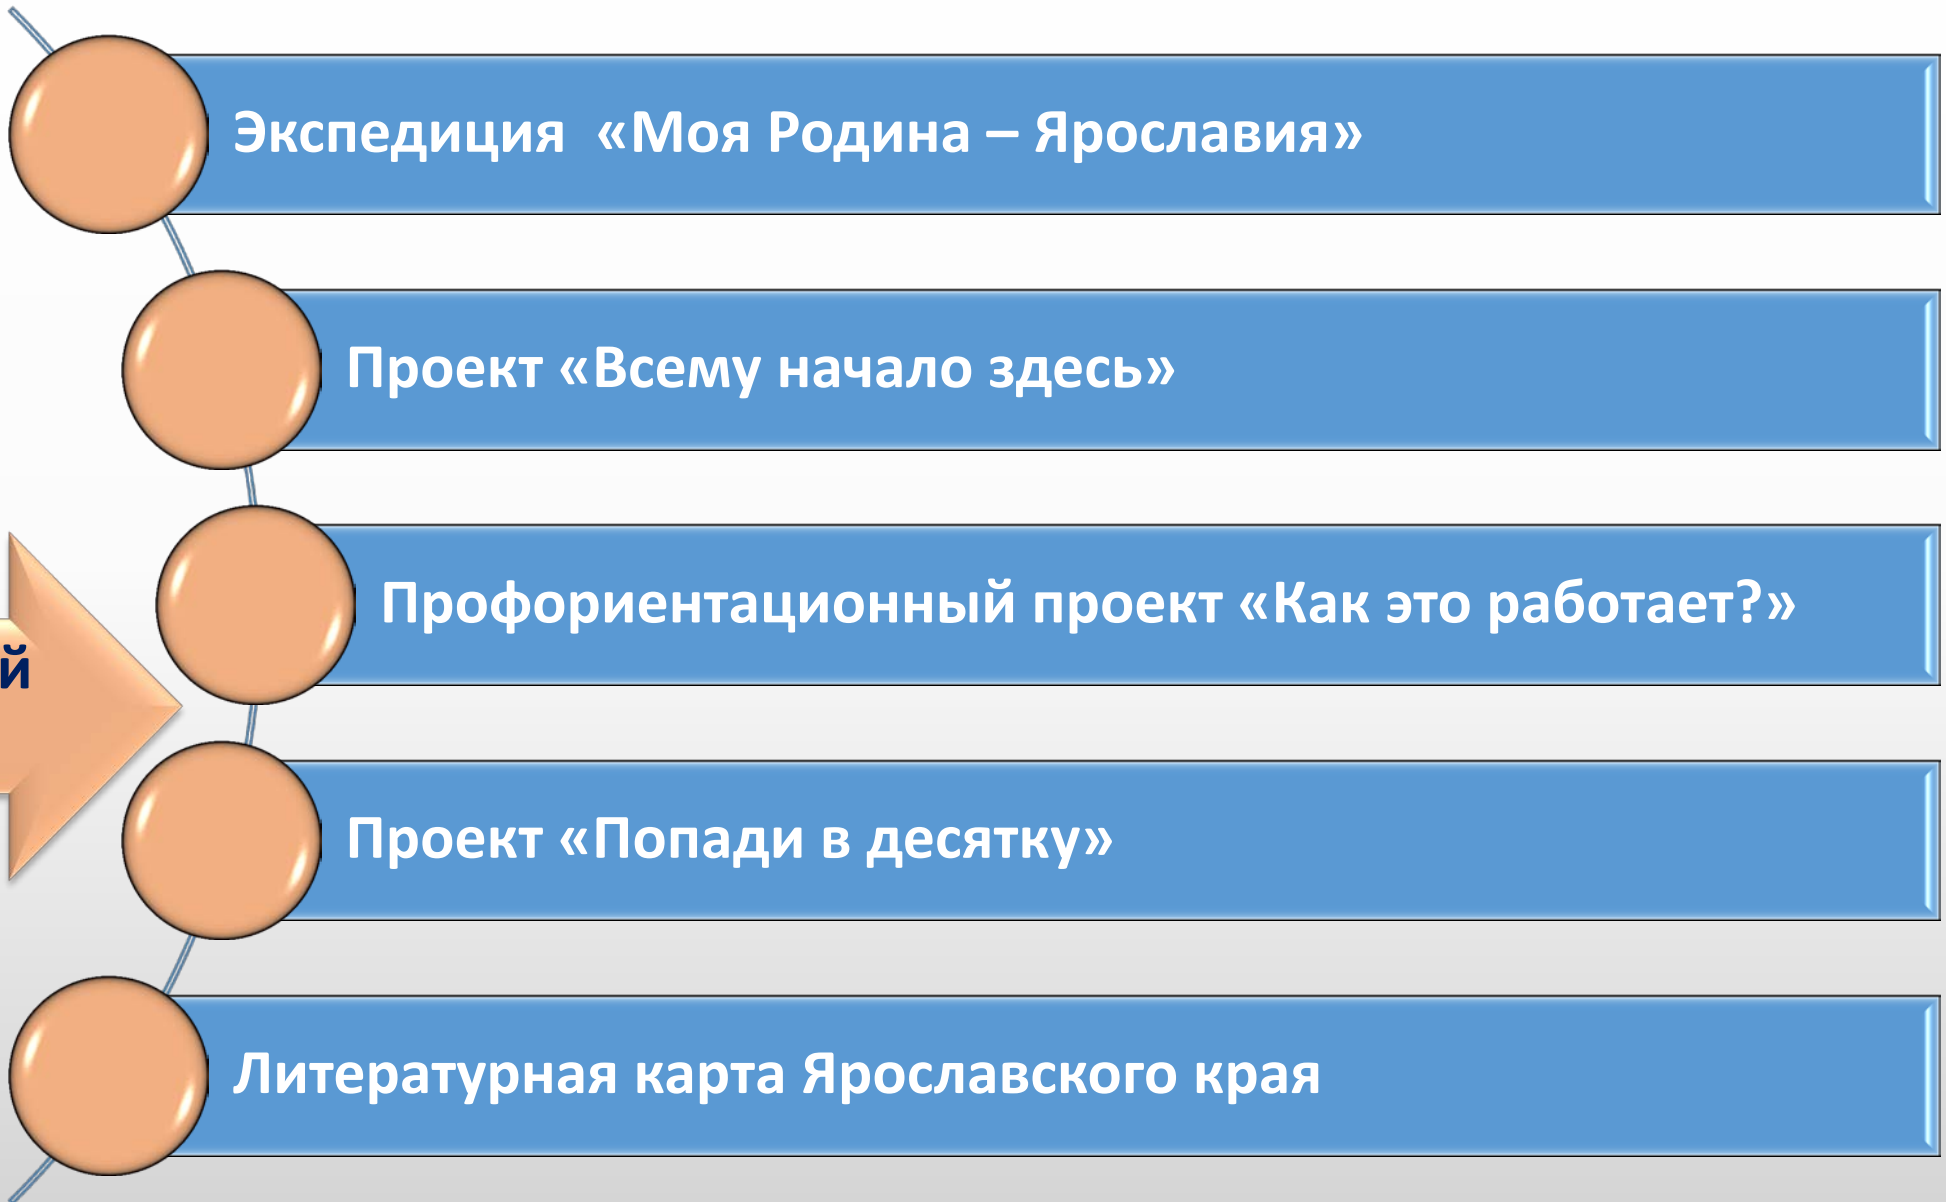 Экспедиция «Моя Родина – Ярославия»
Проект «Всему начало здесь»
Профориентационный проект «Как это работает?»
Проект «Попади в десятку»
Литературная карта Ярославского края